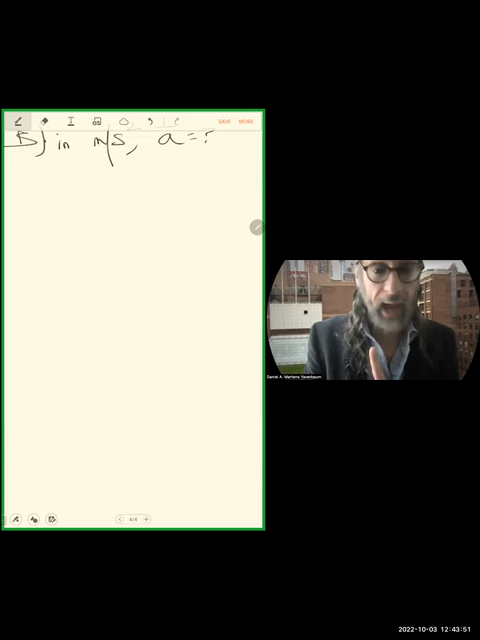 SAVE MORE
B) in m/s, a = ?
4/4
Daniel A. Martens Yaverbaum
2022-10-03 12:43:51